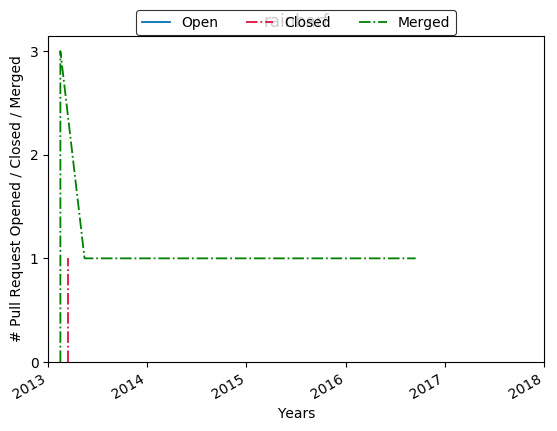 Open Closed Merged
# Pull Request Opened / Closed / Merged
3
2
1
0
2013 2014 2015 2016 2017 2018
Years